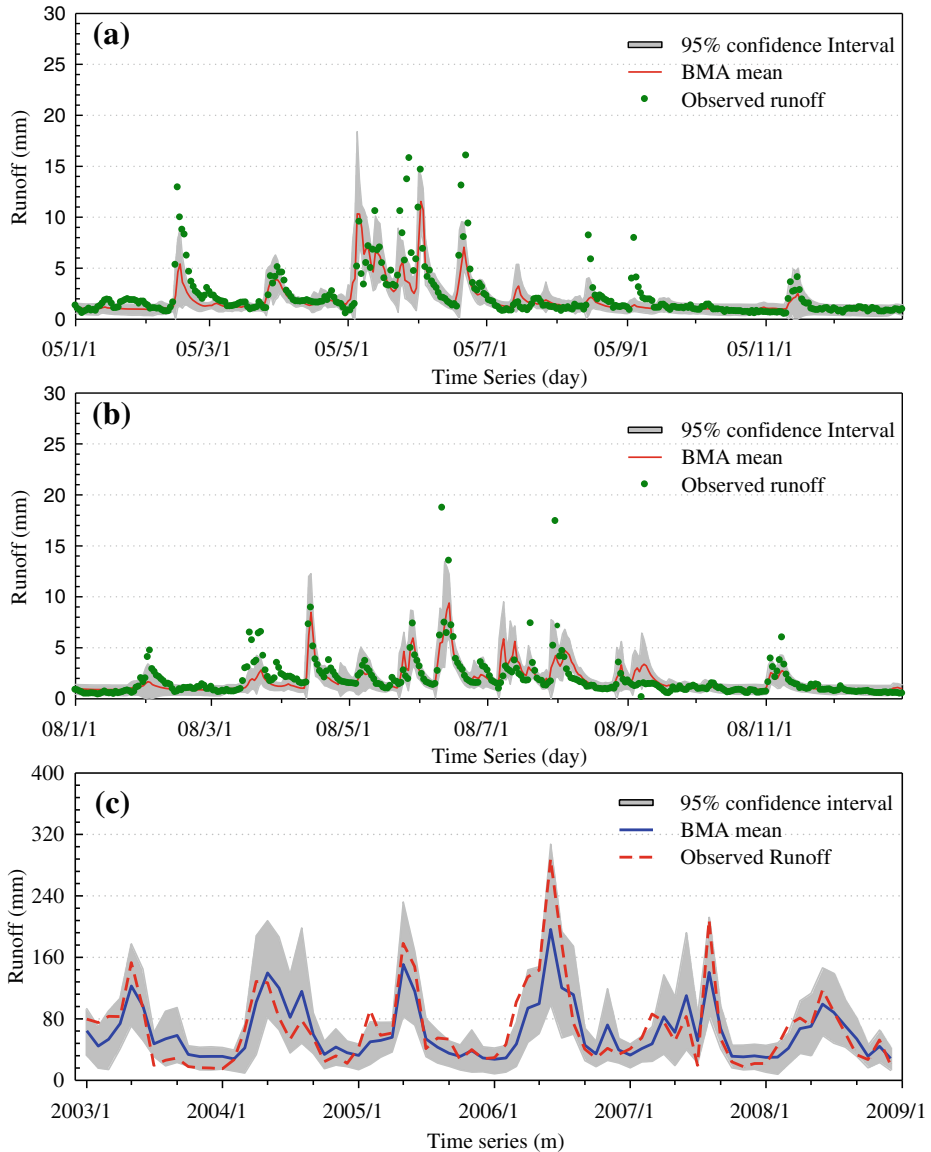 (a)
95% confidence Interval
BMA mean
Observed runoff
Runoff (mm)
30
25
20
15
10
5
0
05/1/1
05/3/1
05/5/1
05/7/1
05/9/1
05/11/1
Time Series (day)
(b)
95% confidence Interval
BMA mean
Observed runoff
Runoff (mm)
30
25
20
15
10
5
0
08/1/1
08/3/1
08/5/1
08/7/1
08/9/1
08/11/1
Time Series (day)
(c)
95% confidence interval
BMA mean
Observed Runoff
Runoff (mm)
400
320
240
160
80
0
2003/1
2004/1
2005/1
2006/1
2007/1
2008/1
2009/1
Time series (m)